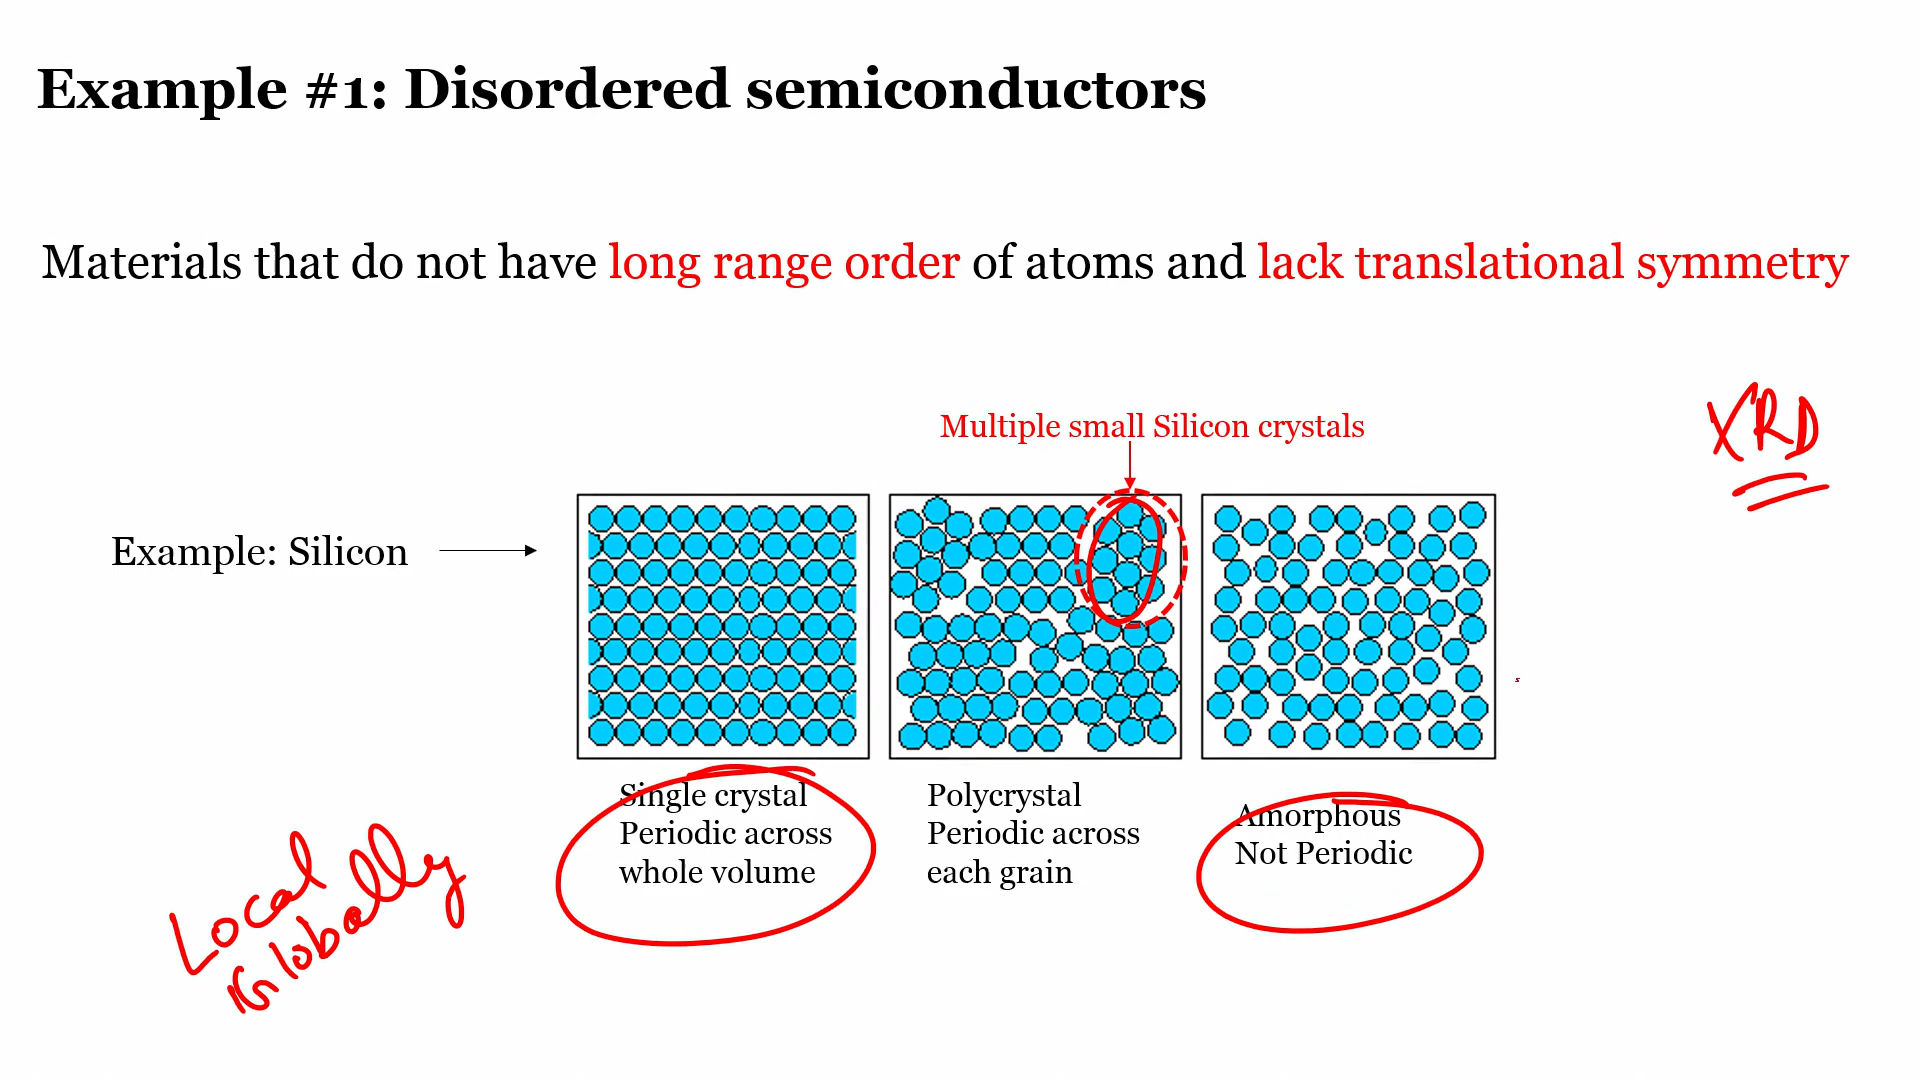 Example #1: Disordered semiconductors
Materials that do not have long range order of atoms and lack translational symmetry
XRD
Multiple small Silicon crystals
Example: Silicon
Single crystal
Periodic across
whole volume
Polycrystal
Periodic across
each grain
Amorphous
Not Periodic
Local
Globally